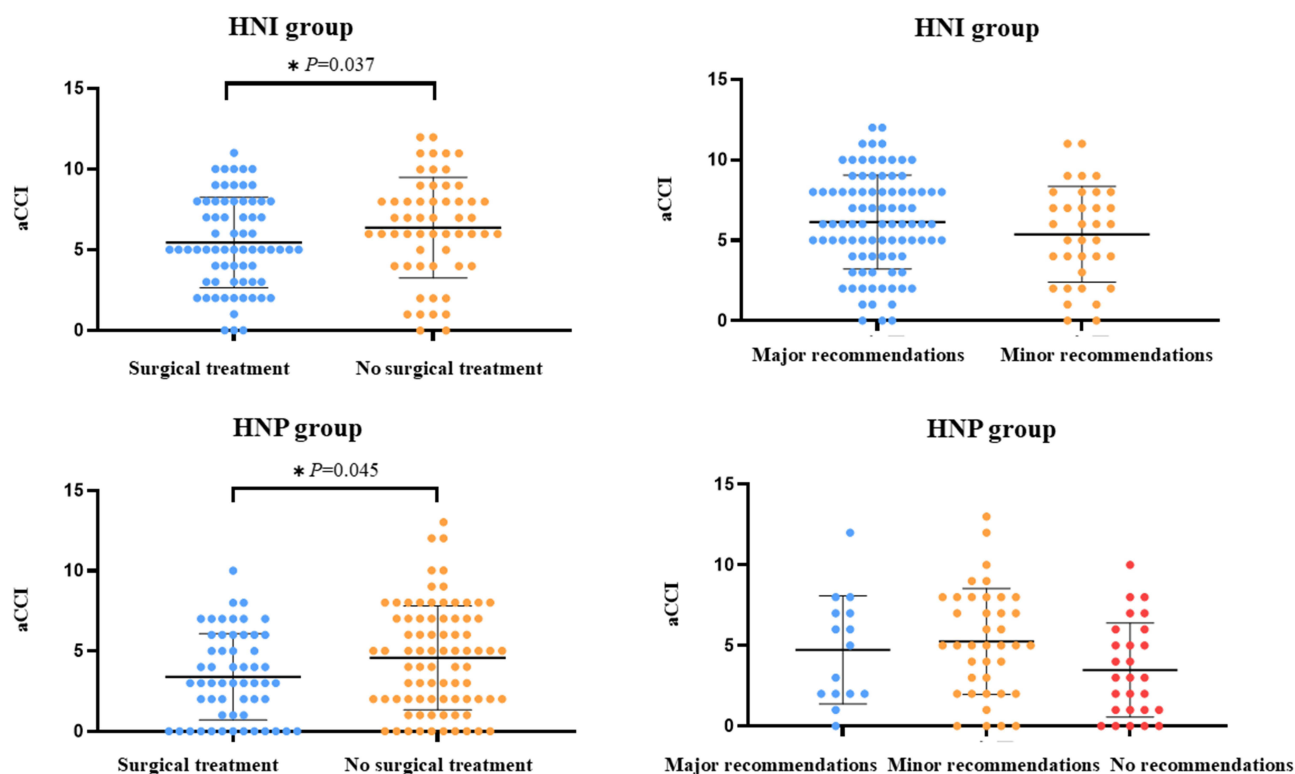 HNI group
∗ P=0.037
aCCI
15
10
5
0
Surgical treatment
No surgical treatment
HNI group
aCCI
15
10
5
0
Major recommendations
Minor recommendations
HNP group
∗ P=0.045
aCCI
15
10
5
0
Surgical treatment
No surgical treatment
HNP group
aCCI
15
10
5
0
Major recommendations
Minor recommendations
No recommendations